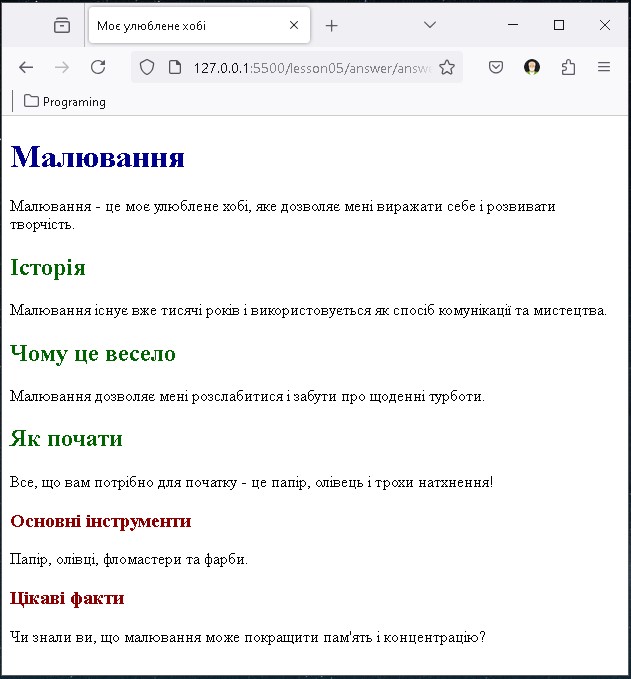 Моє улюблене хобі
127.0.0.1:5500/lesson05/answer/answe
Programing
Малювання
Малювання - це моє улюблене хобі, яке дозволяє мені виражати себе і розвивати
творчість.
Історія
Малювання існує вже тисячі років і використовується як спосіб комунікації та мистецтва.
Чому це весело
Малювання дозволяє мені розслабитися і забути про щоденні турботи.
Як почати
Все, що вам потрібно для початку - це папір, олівець і трохи натхнення!
Основні інструменти
Папір, олівці, фломастери та фарби.
Цікаві факти
Чи знали ви, що малювання може покращити пам'ять і концентрацію?